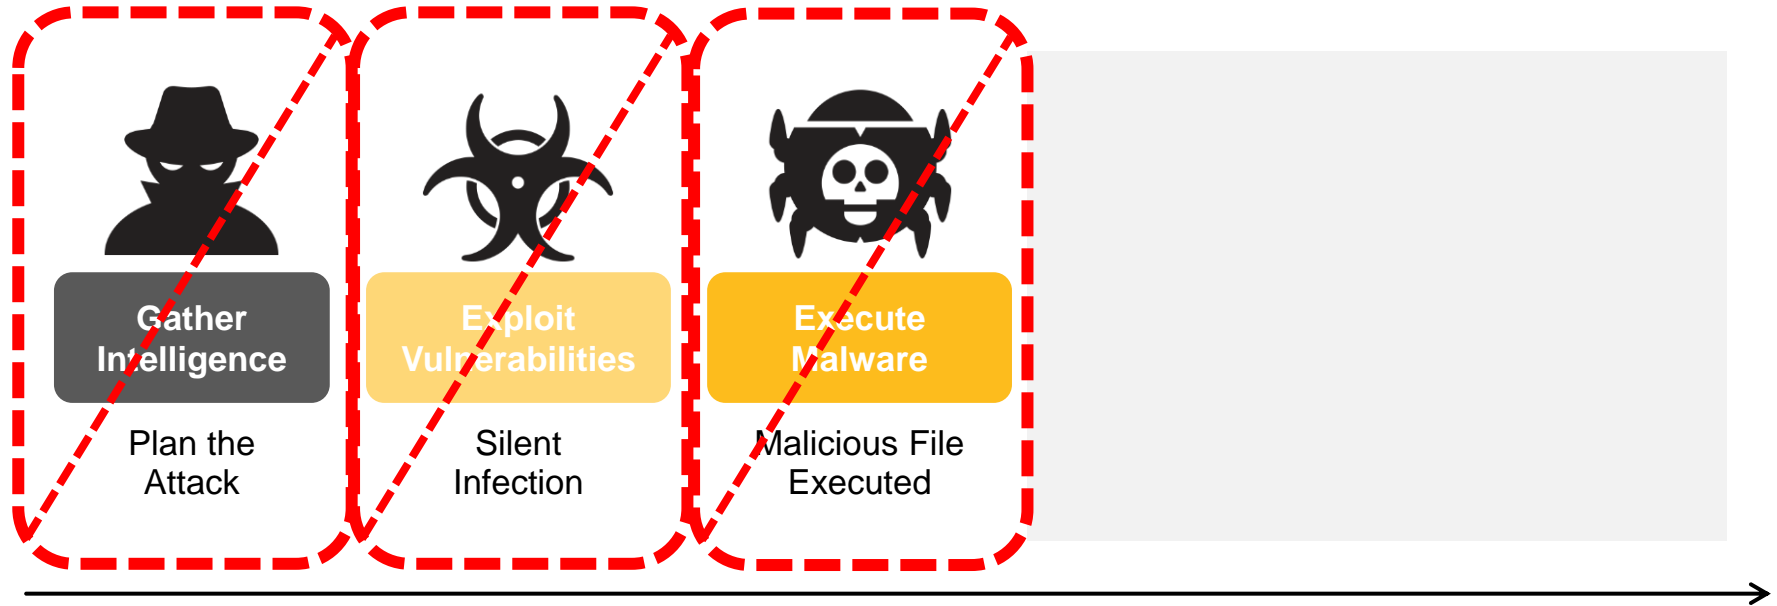 Gather
Intelligence
Plan the
Attack
Exploit
Vulnerabilities
Silent
Infection
Execute
Malware
Malicious File
Executed